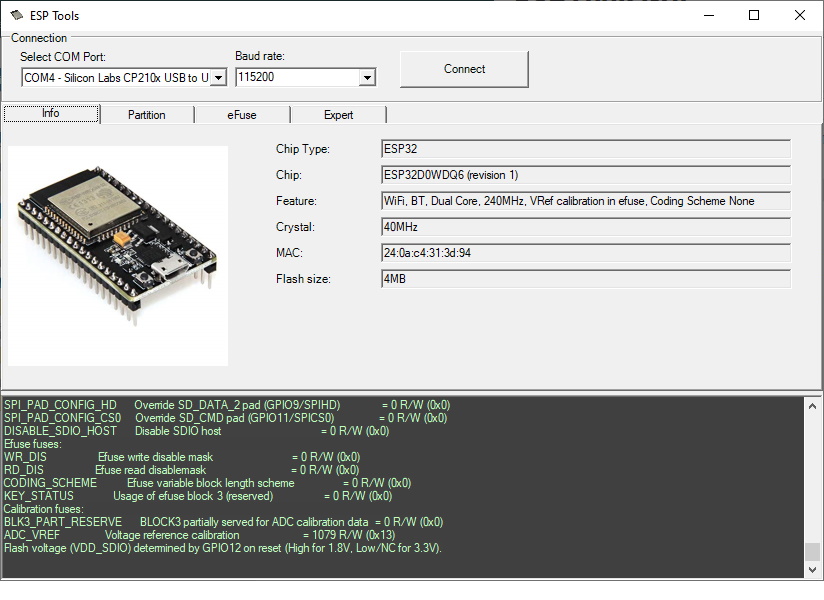 ESP Tools
Connection
Select COM Port:
Baud rate:
COM4 - Silicon Labs CP210x USB to U
115200
Connect
Info
Partition
eFuse
Expert
Chip Type:
ESP32
Chip:
ESP32D0WDQ6 (revision 1)
Feature:
WiFi, BT, Dual Core, 240MHz, VRef calibration in efuse, Coding Scheme None
Crystal:
40MHz
MAC:
24:0a:c4:31:3d:94
Flash size:
4MB
SPI_PAD_CONFIG_HD Override SD_DATA_2 pad (GPIO9/SPIHD) = 0 R/W (0x0)
SPI_PAD_CONFIG_CS0 Override SD_CMD pad (GPIO11/SPICS0) = 0 R/W (0x0)
DISABLE_SDIO_HOST Disable SDIO host = 0 R/W (0x0)
Efuse fuses:
WR_DIS Efuse write disable mask = 0 R/W (0x0)
RD_DIS Efuse read disablemask = 0 R/W (0x0)
CODING_SCHEME Efuse variable block length scheme = 0 R/W (0x0)
KEY_STATUS Usage of efuse block 3 (reserved) = 0 R/W (0x0)
Calibration fuses:
BLK3_PART_RESERVE BLOCK3 partially served for ADC calibration data = 0 R/W (0x0)
ADC_VREF Voltage reference calibration = 1079 R/W (0x13)
Flash voltage (VDD_SDIO) determined by GPIO12 on reset (High for 1.8V, Low/NC for 3.3V).